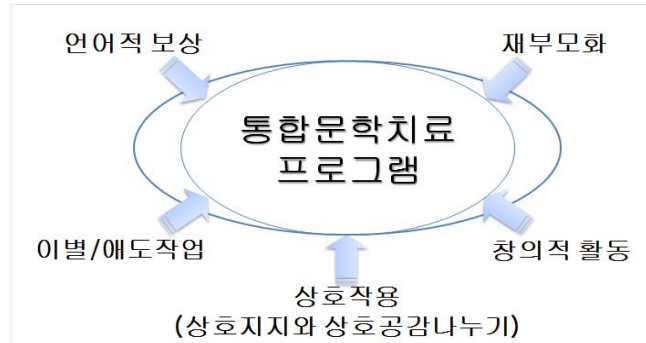 언어적 보상
재부모화
통합문학치료
프로그램
이별/애도작업
창의적 활동
상호작용
(상호지지와 상호공감나누기)